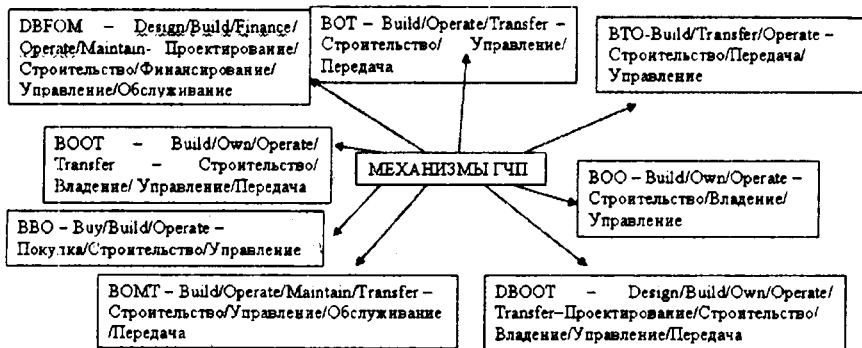 DBFOM – Design/Build/Finance/
Operate/Maintain- Проектирование/
Строительство/Финансирование/
Управление/Обслуживание
BOT – Build/Operate/Transfer –
Строительство/ Управление/
Передача
BTO-Build/Transfer/Operate –
Строительство/Передача/
Управление
BOOT – Build/Own/Operate/
Transfer – Строительство/
Владение/ Управление/Передача
МЕХАНИЗМЫ ГЧП
BOO – Build/Own/Operate –
Строительство/Владение/
Управление
BBO – Buy/Build/Operate–
Покупка/Строительство/Управление
BOMT – Build/Operate/Maintain/Transfer –
Строительство/Управление/Обслуживание
/Передача
DBOOT – Design/Build/Own/Operate/
Transfer–Проектирование/Строительство/
Владение/Управление/Передача